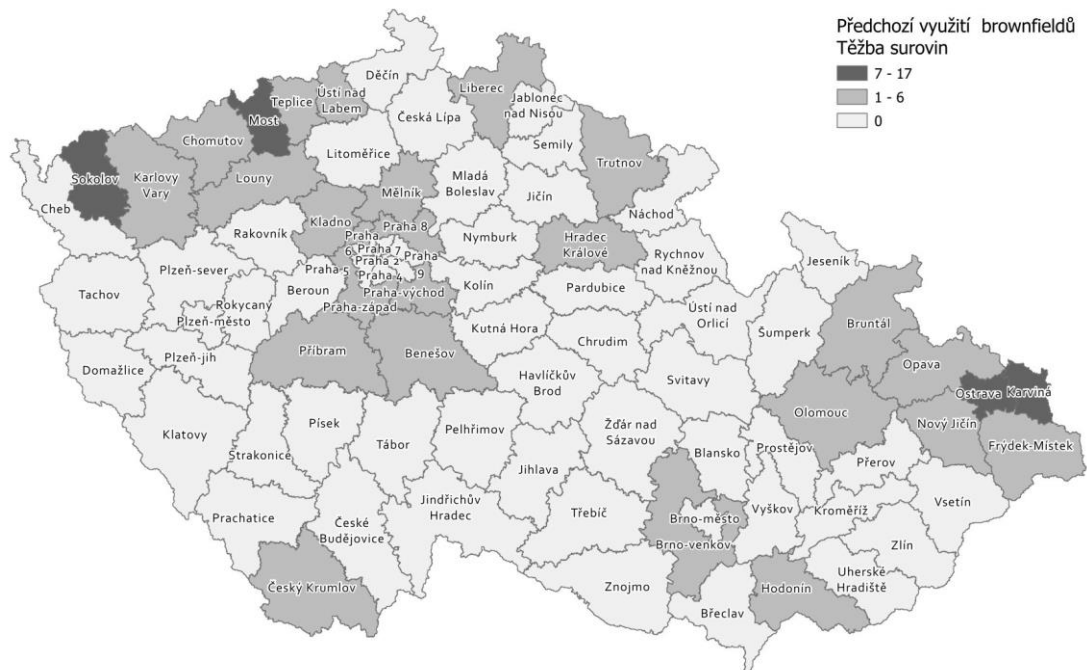 Předchozí využití brownfieldů
Těžba surovin
7 - 17
1 - 6
0
Děčín
Liberec
Ústí nad
Labem
Teplice
Jablonec
nad Nisou
Most
Česká Lípa
Chomutov
Semily
Litoměřice
Trutnov
Sokolov
Karlovy
Vary
Louny
Mladá
Boleslav
Jičín
Mělník
Cheb
Náchod
Kladno
Praha 8
Rakovník
Praha
6
Praha 7
Praha
9
Nymburk
Hradec
Králové
Rychnov
nad Kněžnou
Jeseník
Praha 2
Praha 5
Praha 4
Plzeň-sever
Tachov
Rokycany
Beroun
Praha-východ
Kolín
Pardubice
Praha-západ
Plzeň-město
Ústí nad
Orlicí
Šumperk
Bruntál
Kutná Hora
Chrudim
Příbram
Benešov
Plzeň-jih
Domažlice
Opava
Havlíčkův
Brod
Svitavy
Ostrava
Karviná
Olomouc
Nový Jičín
Klatovy
Písek
Strakonice
Tábor
Pelhřimov
Žďár nad
Sázavou
Blansko
Prostějov
Frýdek-Místek
Přerov
Jihlava
Vsetín
Prachatice
Jindřichův
Hradec
Třebíč
Brno-město
Vyškov
Kroměříž
České
Budějovice
Brno-venkov
Zlín
Uherské
Hradiště
Český Krumlov
Znojmo
Hodonín
Břeclav